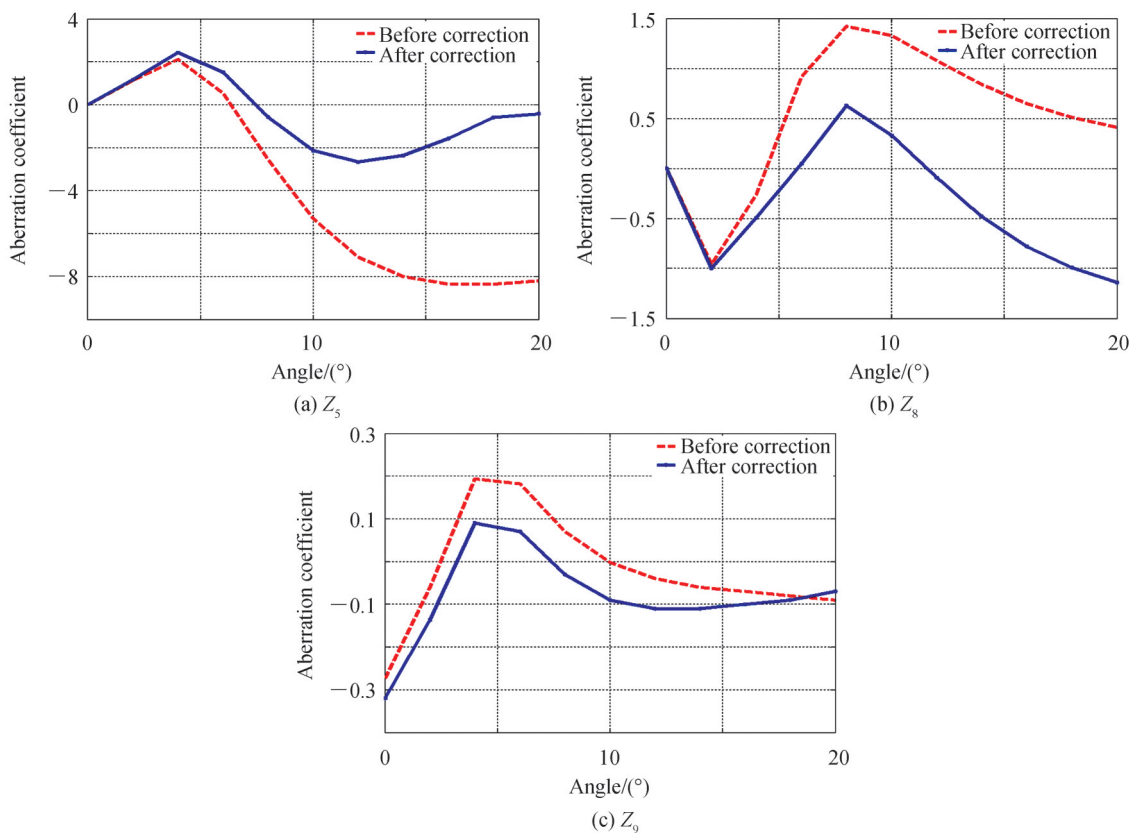 4
0
−4
−8
Aberration coefficient
Before correction
After correction
0
10
20
Angle/(°)
(a) Z5
1.5
0.5
−0.5
−1.5
Aberration coefficient
Before correction
After correction
0
10
20
Angle/(°)
(b) Z8
0.3
0.1
−0.1
−0.3
Aberration coefficient
Before correction
After correction
0
10
20
Angle/(°)
(c) Z9